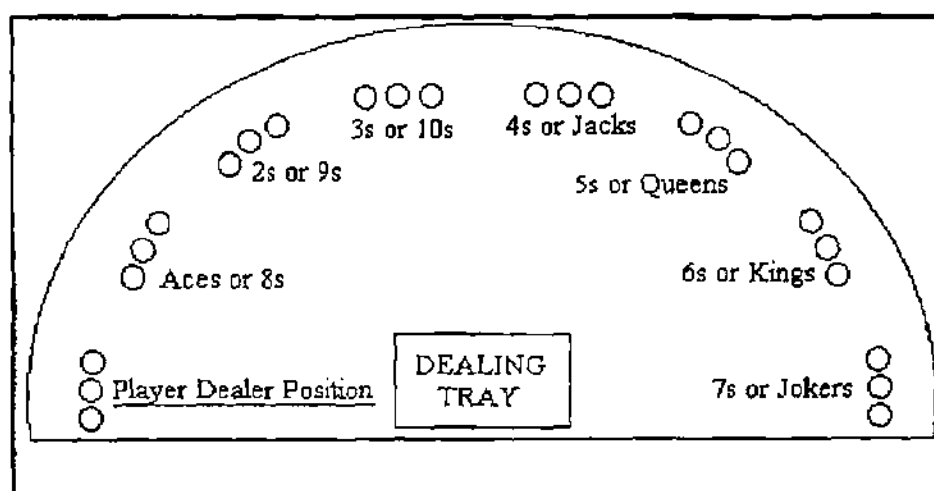 3s or 10s
4s or Jacks
2s or 9s
5s or Queens
Aces or 8s
6s or Kings
Player Dealer Position
DEALING
TRAY
7s or Jokers